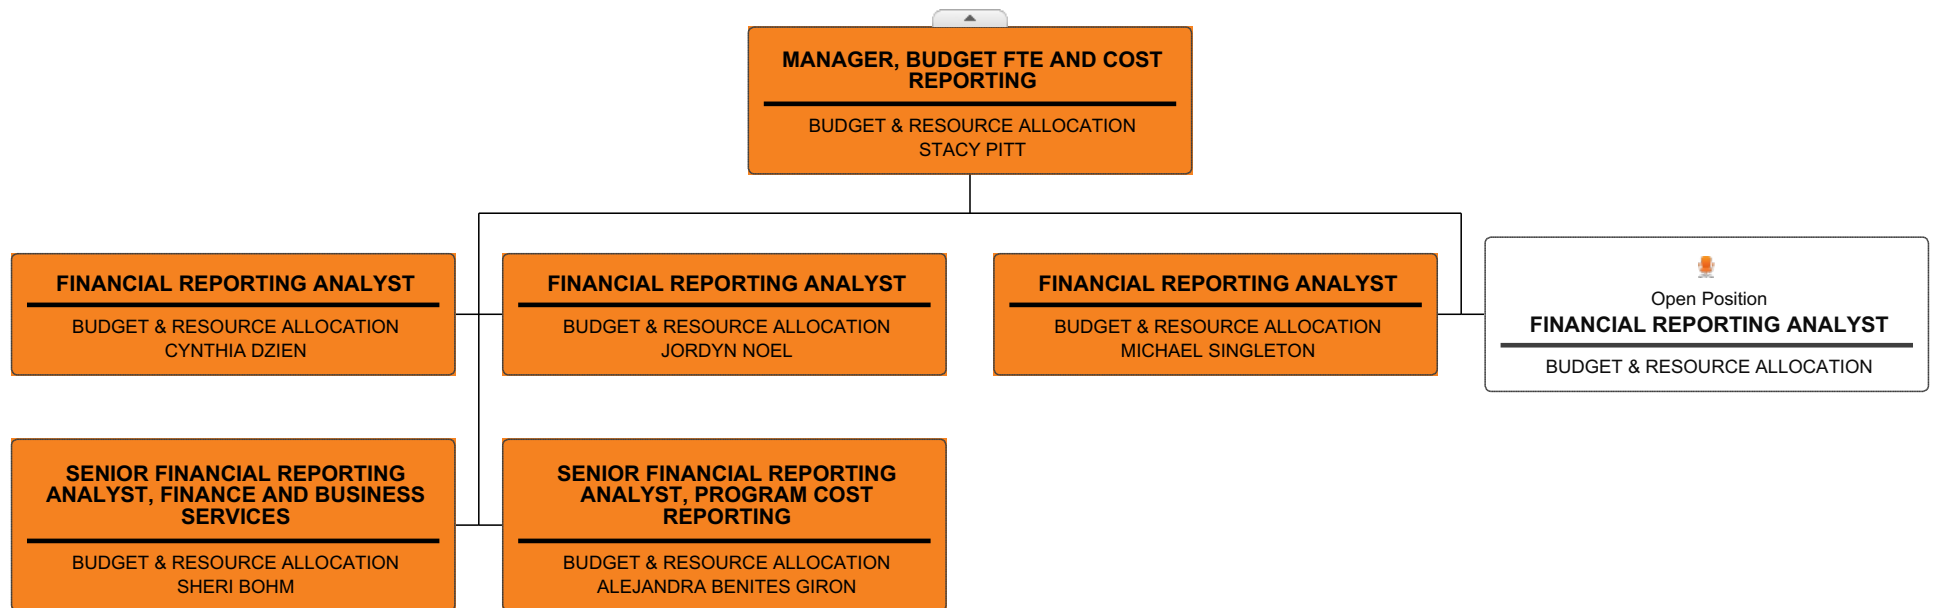 MANAGER, BUDGET FTE AND COST
REPORTING
BUDGET & RESOURCE ALLOCATION
STACY PITT
FINANCIAL REPORTING ANALYST
BUDGET & RESOURCE ALLOCATION
CYNTHIA DZIEN
FINANCIAL REPORTING ANALYST
BUDGET & RESOURCE ALLOCATION
JORDYN NOEL
FINANCIAL REPORTING ANALYST
BUDGET & RESOURCE ALLOCATION
MICHAEL SINGLETON
Open Position
FINANCIAL REPORTING ANALYST
BUDGET & RESOURCE ALLOCATION
SENIOR FINANCIAL REPORTING
ANALYST, FINANCE AND BUSINESS
SERVICES
BUDGET & RESOURCE ALLOCATION
SHERI BOHM
SENIOR FINANCIAL REPORTING
ANALYST, PROGRAM COST
REPORTING
BUDGET & RESOURCE ALLOCATION
ALEJANDRA BENITES GIRON